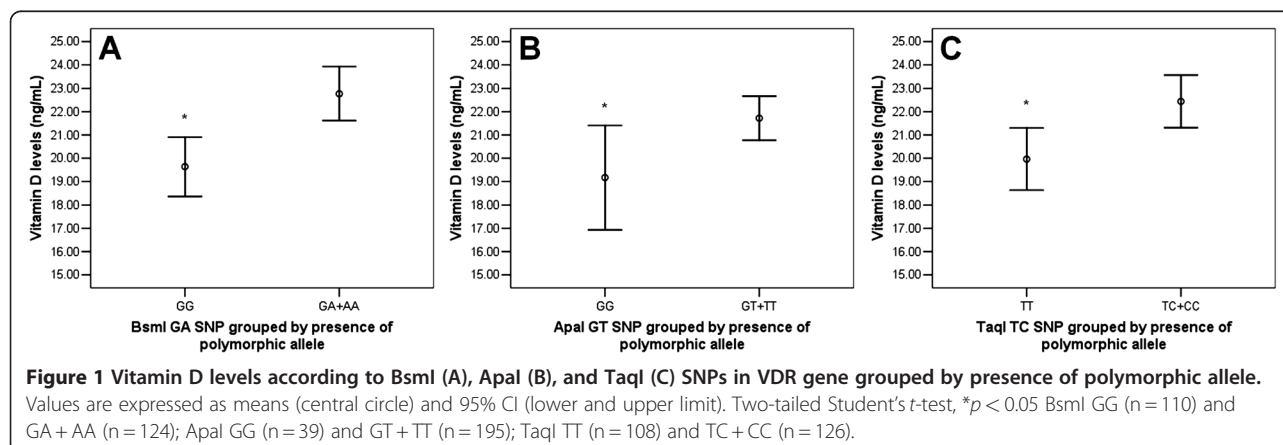 A
Vitamin D levels (ng/mL)
25.00
24.00
23.00
22.00
21.00
20.00
19.00
18.00
17.00
16.00
15.00
*
GG GA+AA
BsmI GA SNP grouped by presence of
polymorphic allele
B
Vitamin D levels (ng/mL)
25.00
24.00
23.00
22.00
21.00
20.00
19.00
18.00
17.00
16.00
15.00
*
GG GT+TT
ApaI GT SNP grouped by presence of
polymorphic allele
C
Vitamin D levels (ng/mL)
25.00
24.00
23.00
22.00
21.00
20.00
19.00
18.00
17.00
16.00
15.00
*
TT TC+CC
TaqI TC SNP grouped by presence of
polymorphic allele
Figure 1 Vitamin D levels according to BsmI (A), ApaI (B), and TaqI (C) SNPs in VDR gene grouped by presence of polymorphic allele.
Values are expressed as means (central circle) and 95% CI (lower and upper limit). Two-tailed Student's t-test, *p < 0.05 BsmI GG (n = 110) and
GA + AA (n = 124); ApaI GG (n = 39) and GT + TT (n = 195); TaqI TT (n = 108) and TC + CC (n = 126).